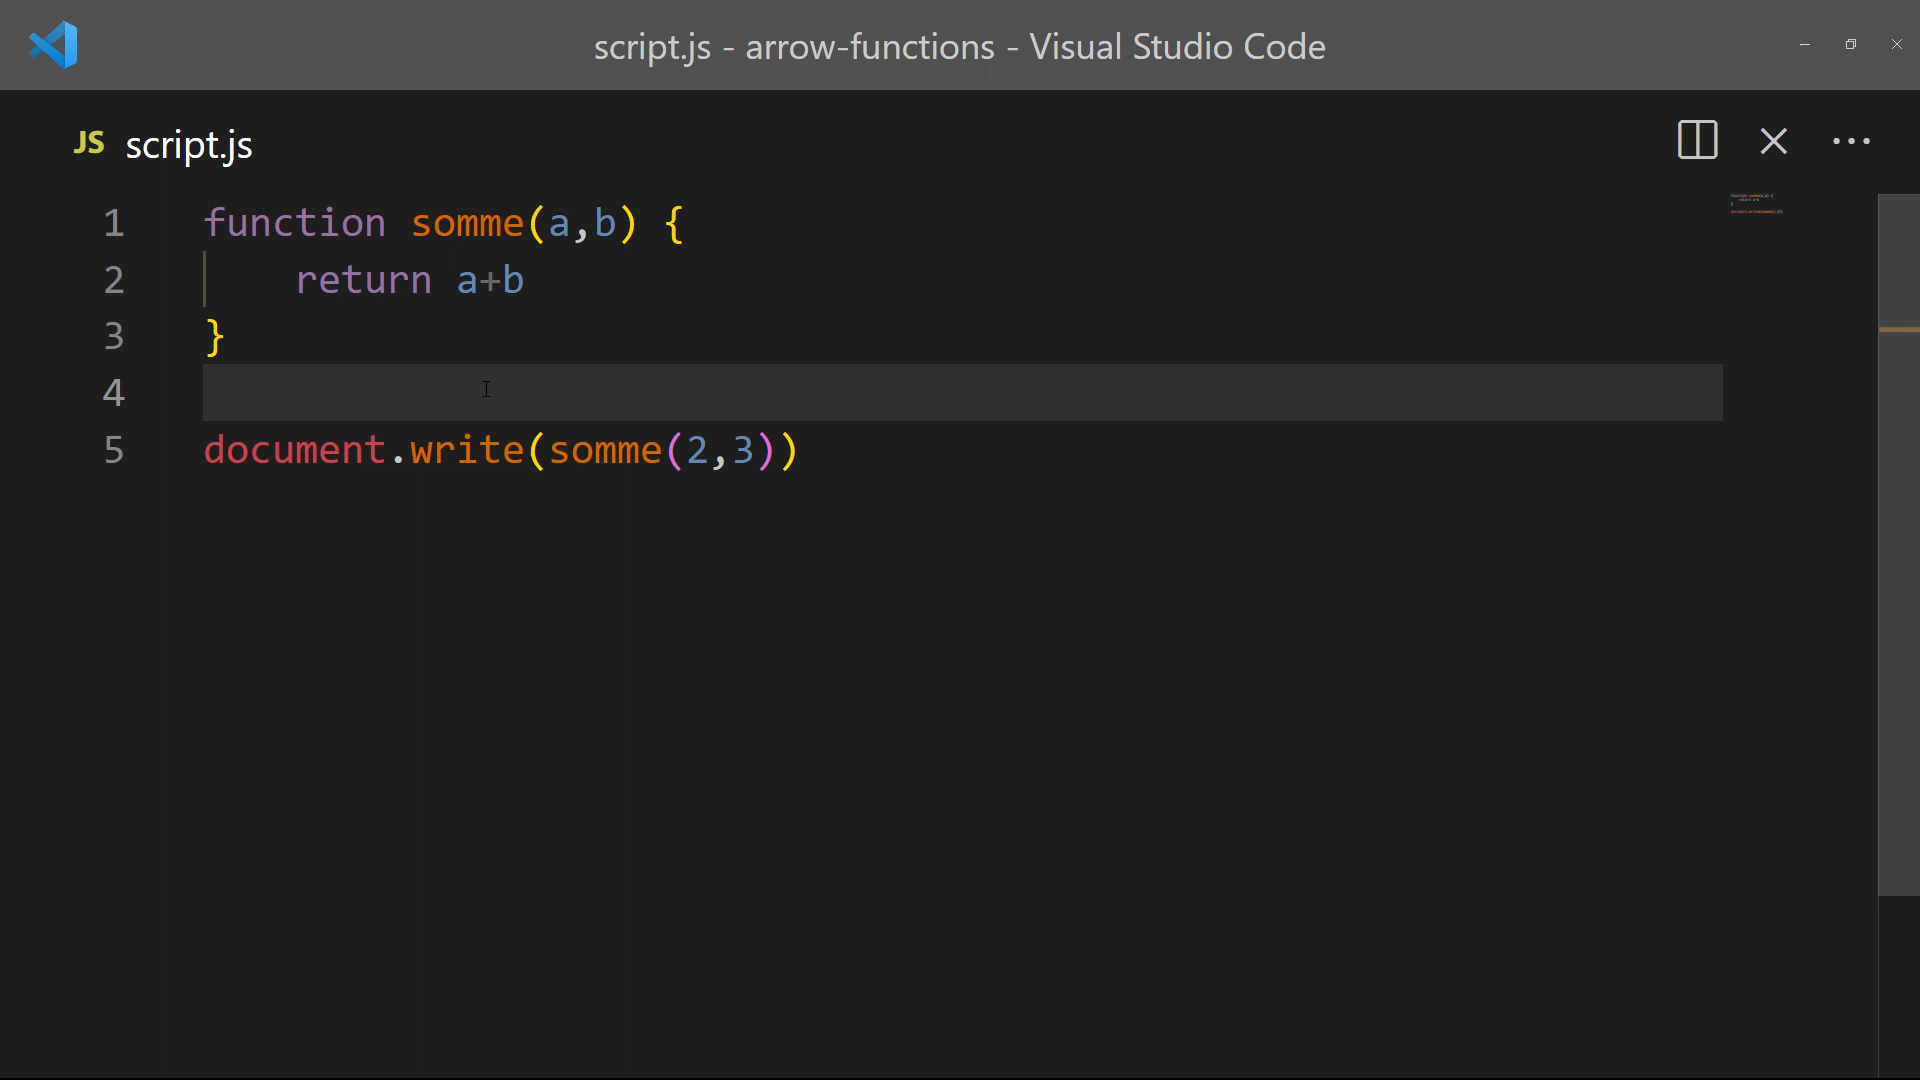 script.js - arrow-functions - Visual Studio Code
JS script.js
1 function somme(a,b) {
2     return a+b
3 }
4
5 document.write(somme(2,3))